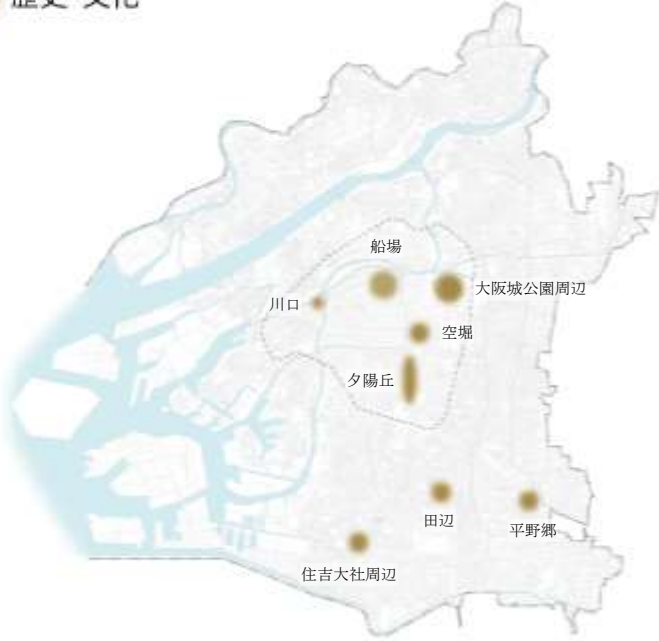 歴史・文化
船場
大阪城公園周辺
川口
空堀
夕陽丘
田辺
平野郷
住吉大社周辺